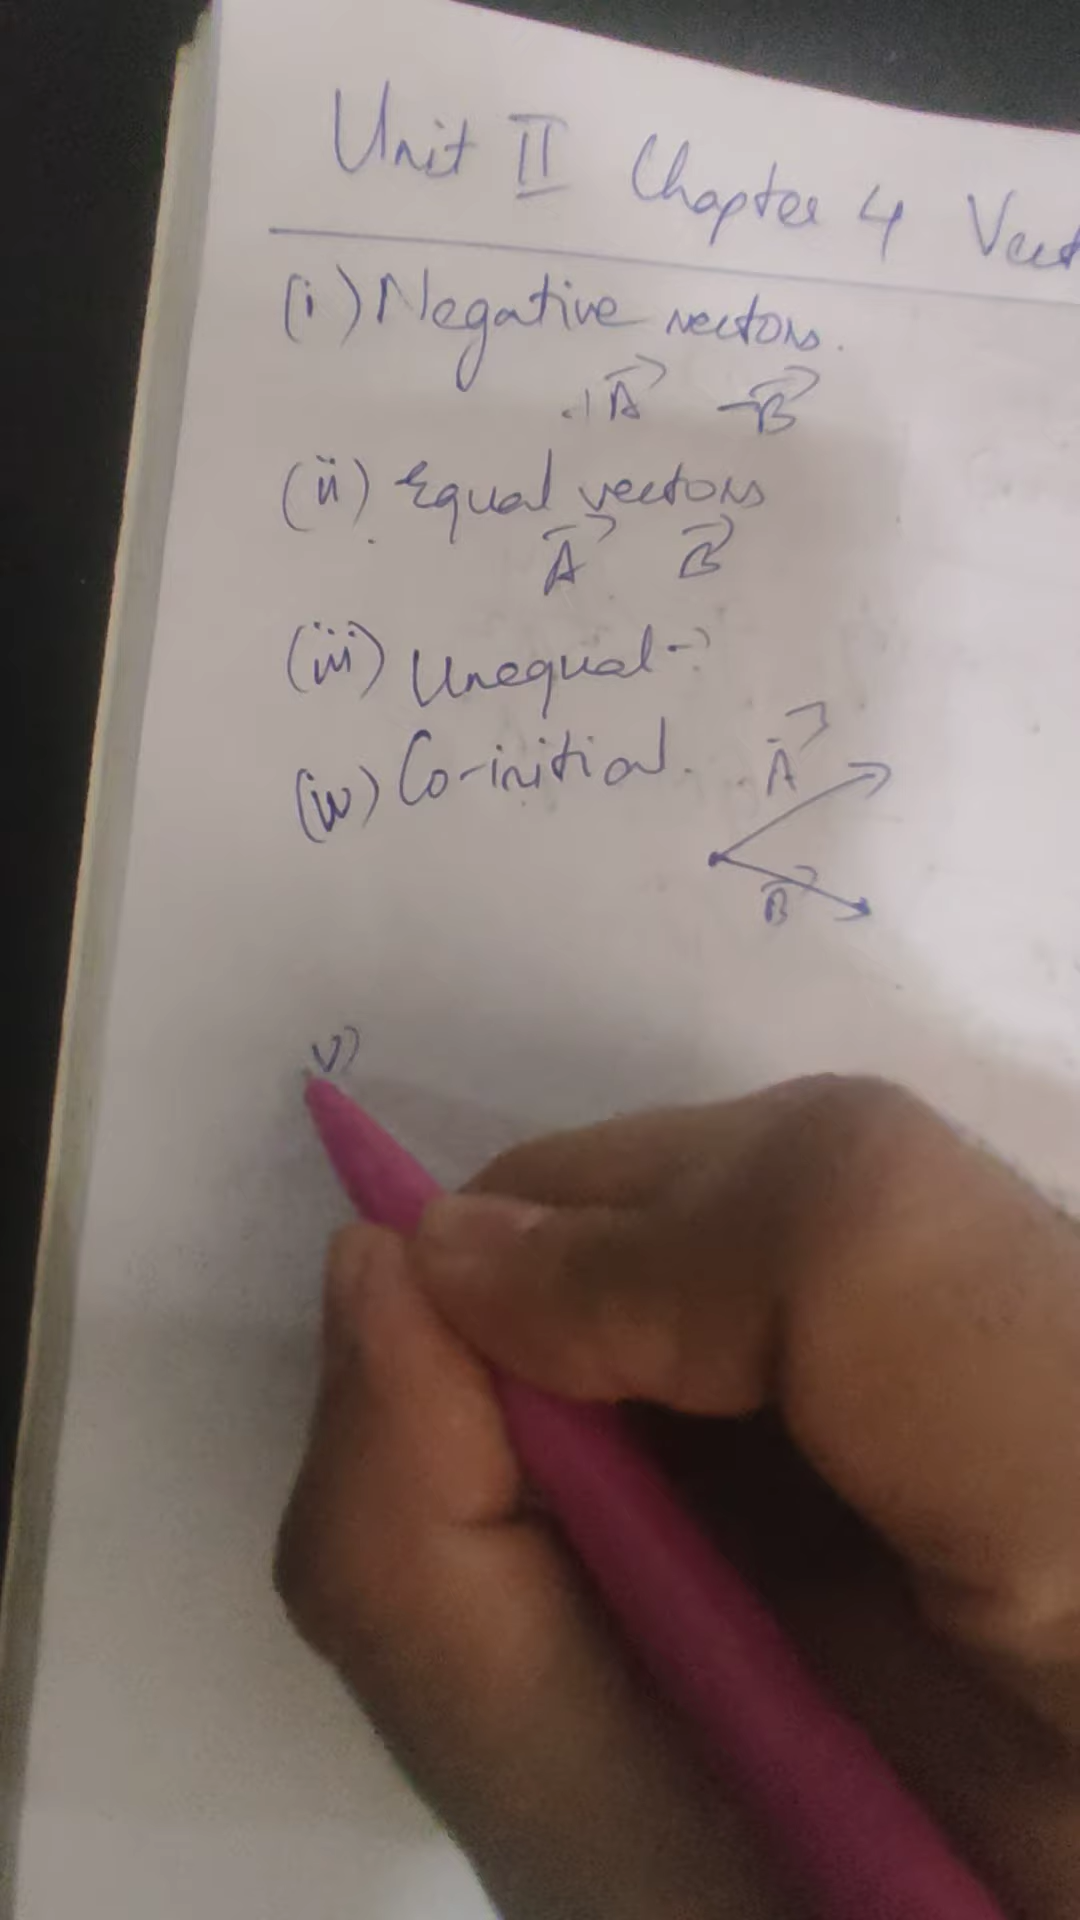 Unit II Chapter 4 Vect
(i) Negative vectors.
A -B
(ii) Equal vectors
A B
(iii) Unequal -
(iv) Co-initial. A
B
v)